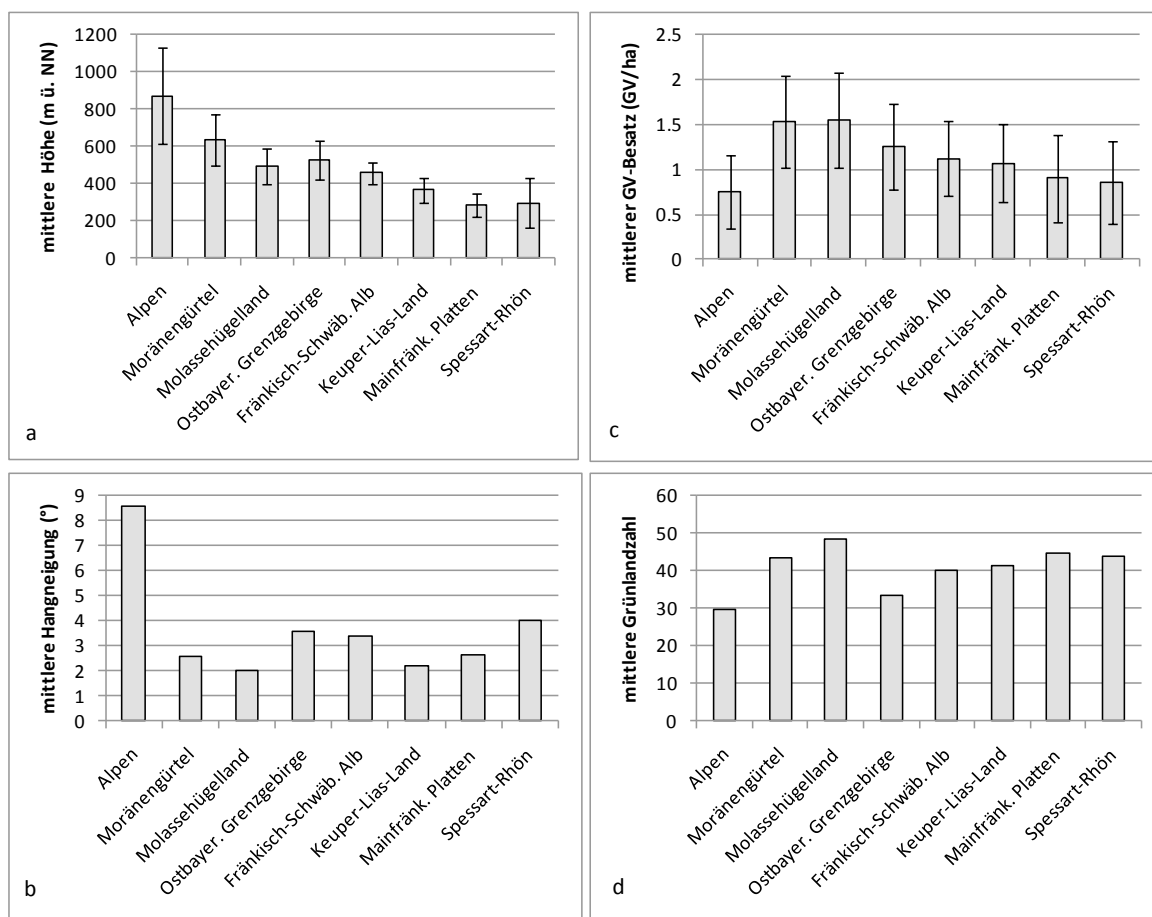 mittlere Höhe (m ü. NN)
1200
1000
800
600
400
200
0
Alpen
Moränengürtel
Molassehügelland
Ostbayer. Grenzgebirge
Fränkisch-Schwäb. Alb
Keuper-Lias-Land
Mainfränk. Platten
Spessart-Rhön
a
mittlerer GV-Besatz (GV/ha)
2.5
2
1.5
1
0.5
0
Alpen
Moränengürtel
Molassehügelland
Ostbayer. Grenzgebirge
Fränkisch-Schwäb. Alb
Keuper-Lias-Land
Mainfränk. Platten
Spessart-Rhön
c
mittlere Hangneigung (°)
9
8
7
6
5
4
3
2
1
0
Alpen
Moränengürtel
Molassehügelland
Ostbayer. Grenzgebirge
Fränkisch-Schwäb. Alb
Keuper-Lias-Land
Mainfränk. Platten
Spessart-Rhön
b
mittlere Grünlandzahl
60
50
40
30
20
10
0
Alpen
Moränengürtel
Molassehügelland
Ostbayer. Grenzgebirge
Fränkisch-Schwäb. Alb
Keuper-Lias-Land
Mainfränk. Platten
Spessart-Rhön
d